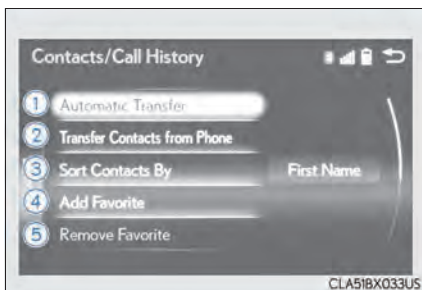 Contacts/Call History
1 Automatic Transfer
2 Transfer Contacts from Phone
3 Sort Contacts By First Name
4 Add Favorite
5 Remove Favorite
CLA51BX033US